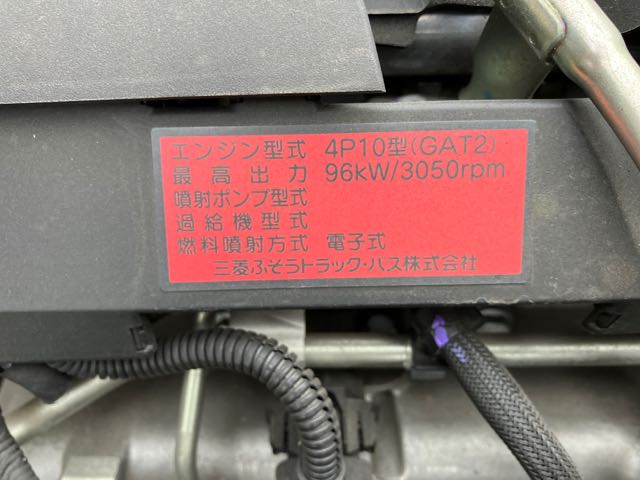 エンジン型式 4P10型(GAT2)
最高出力 96kW/3050rpm
噴射ポンプ型式
過給機型式
燃料噴射方式 電子式
三菱ふそうトラック・バス株式会社